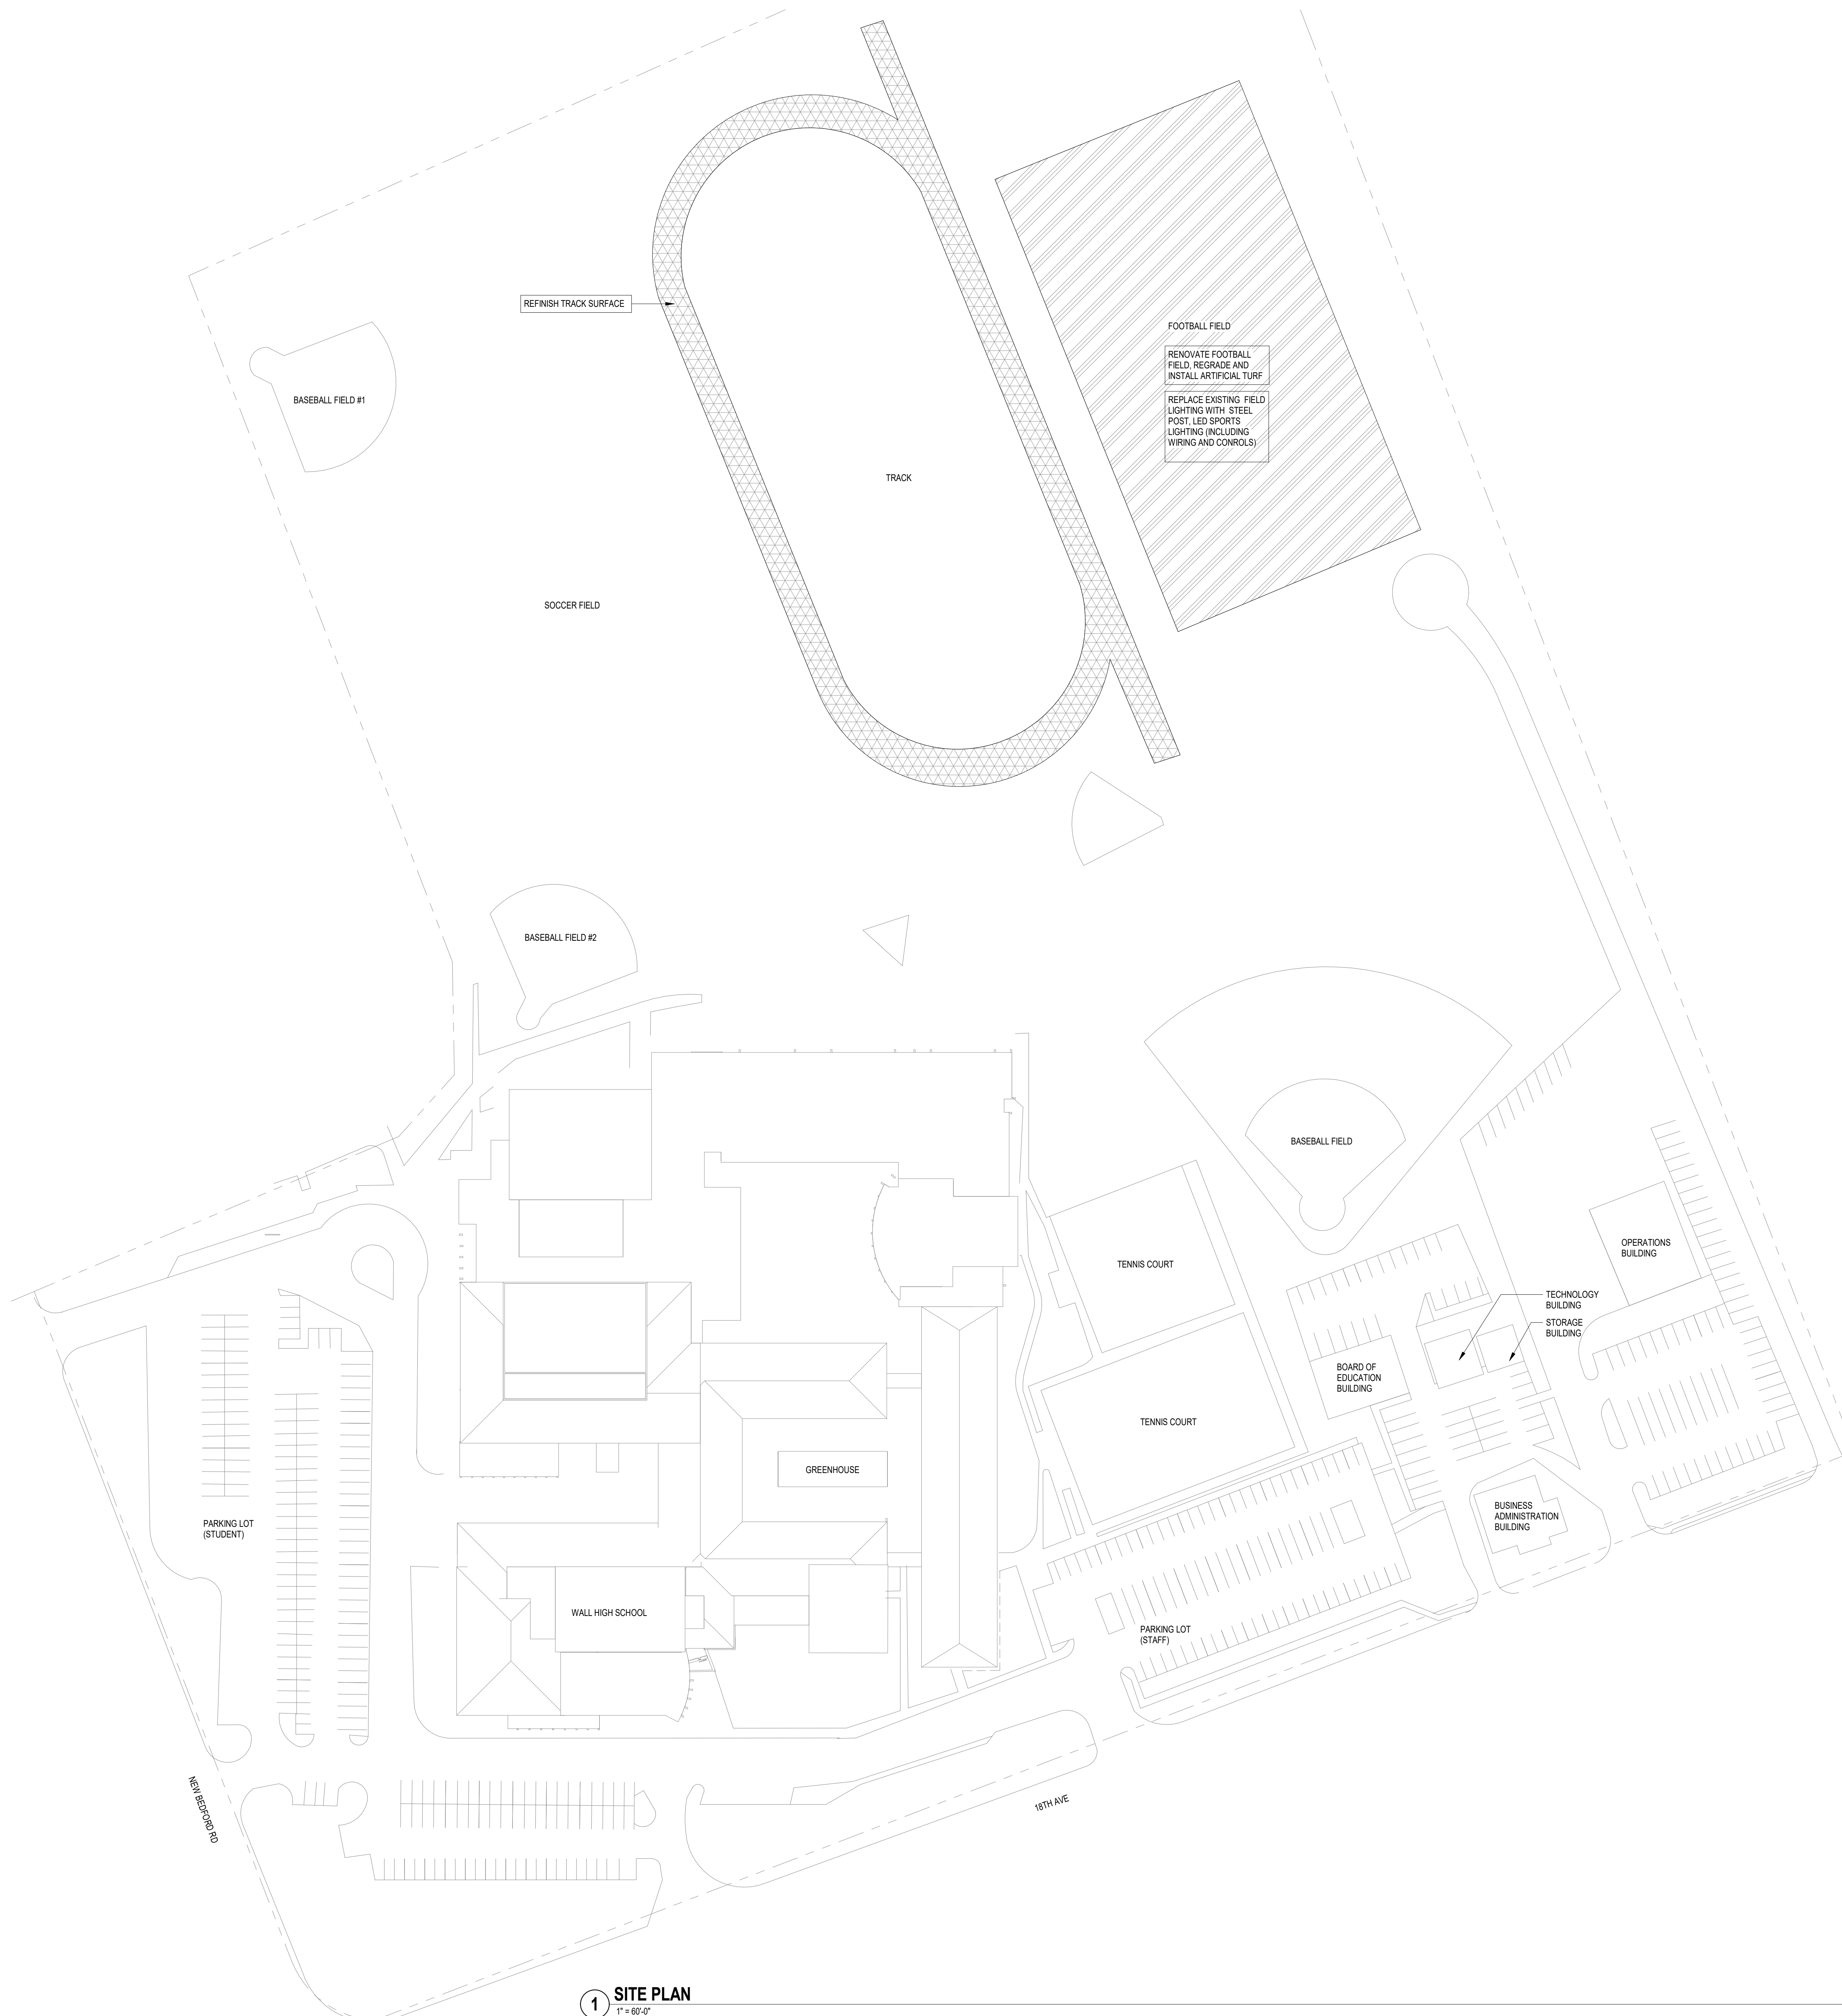 REFINISH TRACK SURFACE
FOOTBALL FIELD
RENOVATE FOOTBALL
FIELD, REGRADE AND
INSTALL ARTIFICIAL TURF
REPLACE EXISTING FIELD
LIGHTING WITH STEEL
POST, LED SPORTS
LIGHTING (INCLUDING
WIRING AND CONROLS)
BASEBALL FIELD #1
TRACK
SOCCER FIELD
BASEBALL FIELD #2
BASEBALL FIELD
OPERATIONS
BUILDING
TENNIS COURT
TECHNOLOGY
BUILDING
STORAGE
BUILDING
BOARD OF
EDUCATION
BUILDING
TENNIS COURT
GREENHOUSE
BUSINESS
ADMINISTRATION
BUILDING
PARKING LOT
(STUDENT)
WALL HIGH SCHOOL
PARKING LOT
(STAFF)
NEW BEDFORD RD
18TH AVE
1
SITE PLAN
1" = 60'-0"